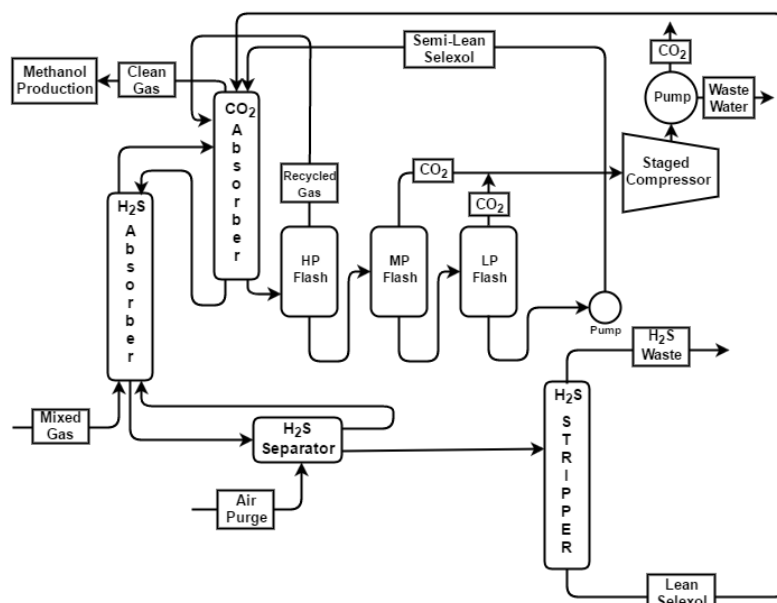 CO₂
Semi-Lean
Selexol
Methanol
Production
Clean
Gas
Pump
Waste
Water
CO₂
A
b
s
o
r
b
e
r
Staged
Compressor
Recycled
Gas
CO₂
CO₂
H₂S
A
b
s
o
r
b
e
r
HP
Flash
MP
Flash
LP
Flash
Pump
H₂S
Waste
H₂S
S
T
R
I
P
P
E
R
Mixed
Gas
H₂S
Separator
Air
Purge
Lean
Selexol